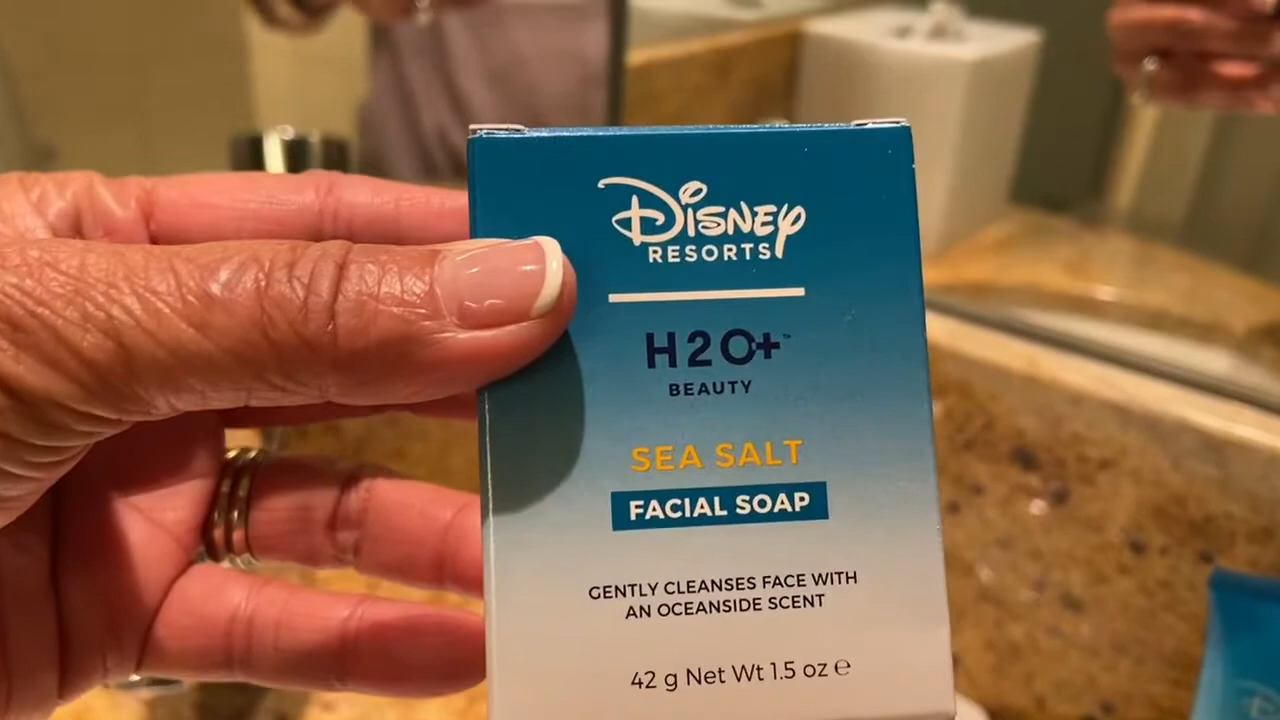 Disney
RESORTS
H2O+™
BEAUTY
SEA SALT
FACIAL SOAP
GENTLY CLEANSES FACE WITH
AN OCEANSIDE SCENT
42 g Net Wt 1.5 oz ℮